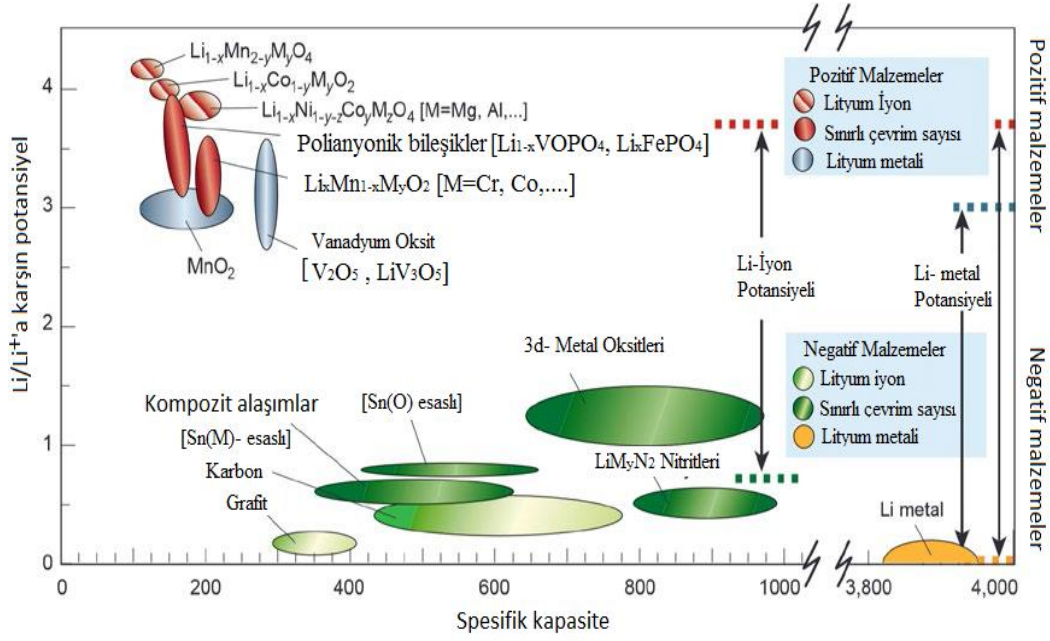 Li/Li⁺'a karşın potansiyel
4
3
2
1
0
Li₁₋ₓMn₂₋yMyO₄
Li₁₋ₓCo₁₋yMyO₂
Li₁₋ₓNi₁₋y₋zCoyMzO₄ [M=Mg, Al,...]
Polianyonik bileşikler [Li₁₋ₓVOPO₄, LiₓFePO₄]
LiₓMn₁₋ₓMyO₂ [M=Cr, Co,....]
MnO₂
Vanadyum Oksit
[V₂O₅ , LiV₃O₅]
Pozitif Malzemeler
Lityum İyon
Sınırlı çevrim sayısı
Lityum metali
Li-İyon
Potansiyeli
Li- metal
Potansiyeli
Pozitif malzemeler
3d- Metal Oksitleri
Negatif Malzemeler
Lityum iyon
Sınırlı çevrim sayısı
Lityum metali
Kompozit alaşımlar
[Sn(O) esaslı]
[Sn(M)- esaslı]
Karbon
Grafit
LiMyN₂ Nitritleri
Li metal
Negatif malzemeler
0 200 400 600 800 1000 3,800 4,000
Spesifik kapasite